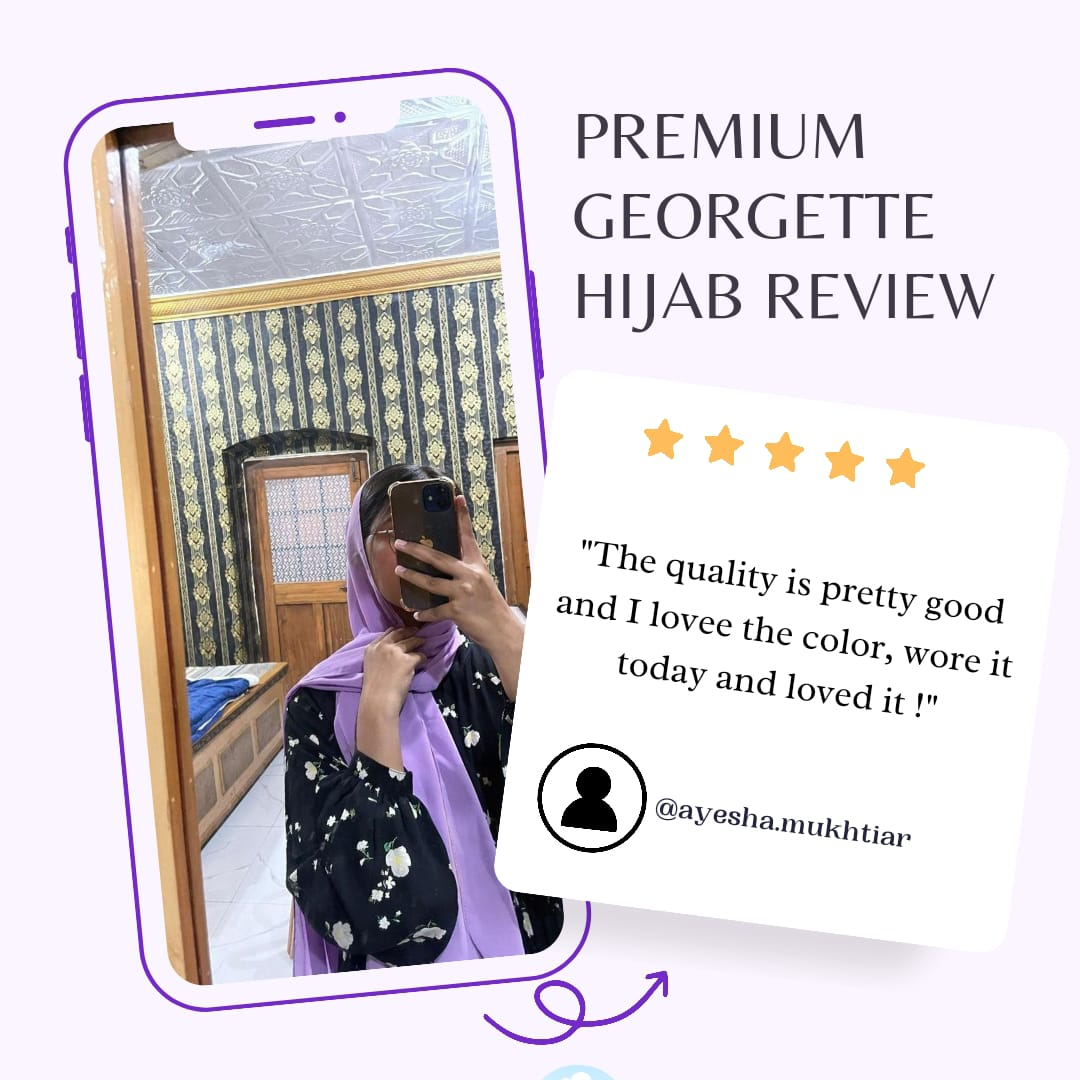 PREMIUM
GEORGETTE
HIJAB REVIEW
"The quality is pretty good
and I lovee the color, wore it
today and loved it !"
@ayesha.mukhtiar